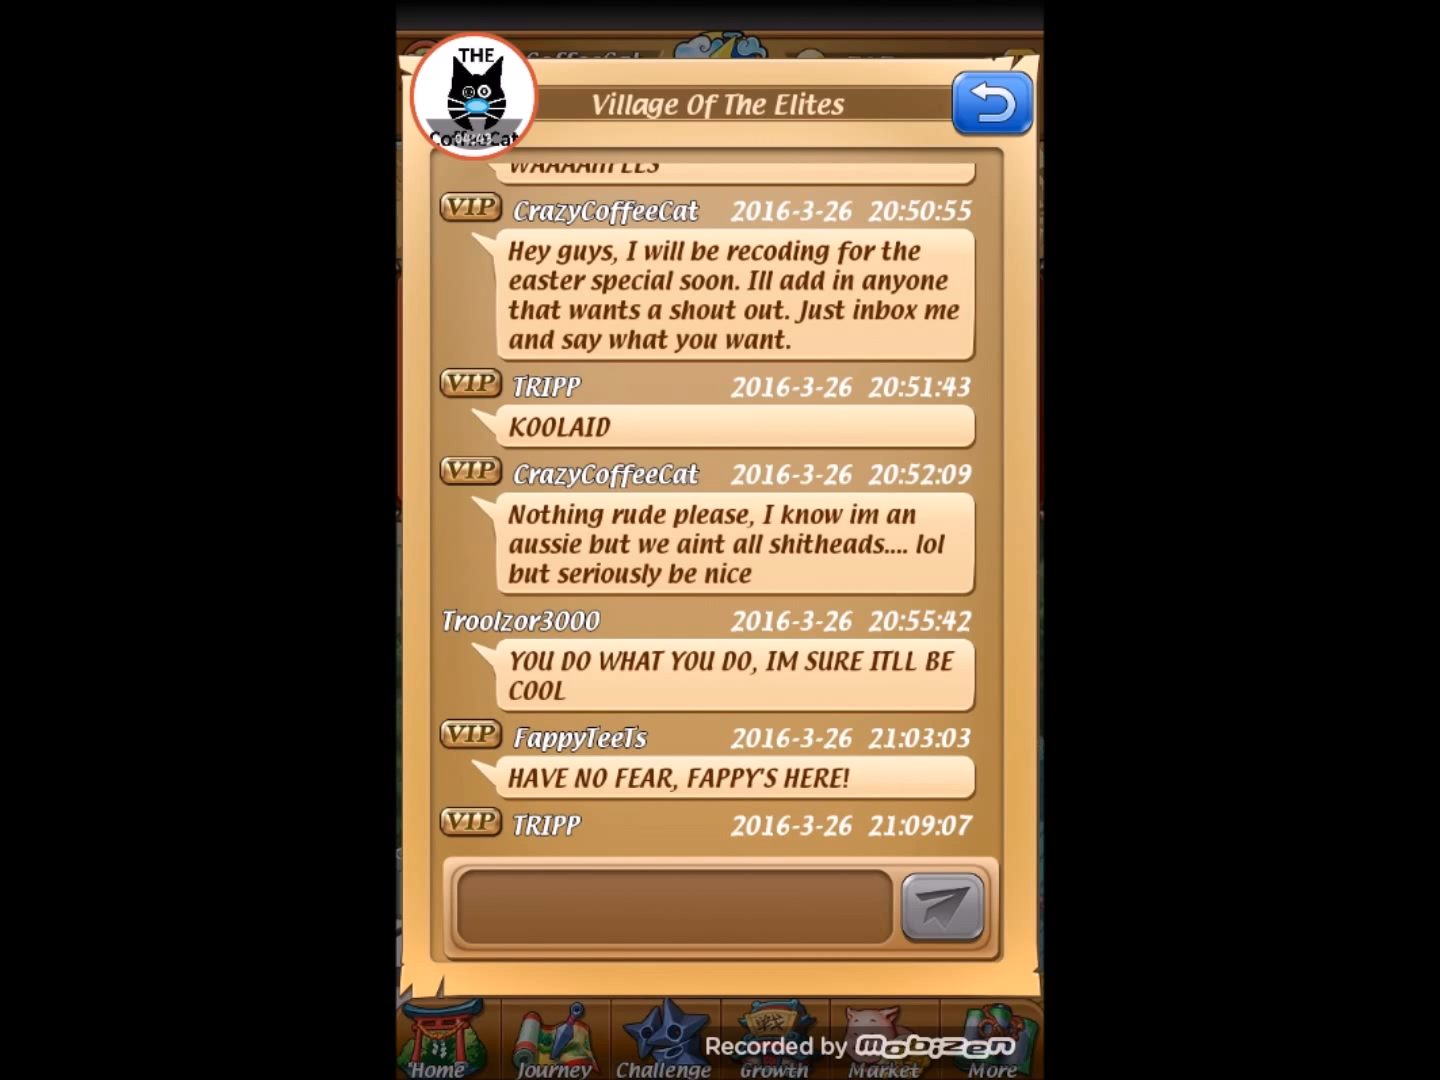 THE
CoffeeCat
04:43
Village Of The Elites
WAAAAffLES
VIP CrazyCoffeeCat 2016-3-26 20:50:55
Hey guys, I will be recoding for the
easter special soon. Ill add in anyone
that wants a shout out. Just inbox me
and say what you want.
VIP TRIPP 2016-3-26 20:51:43
KOOLAID
VIP CrazyCoffeeCat 2016-3-26 20:52:09
Nothing rude please, I know im an
aussie but we aint all shitheads.... lol
but seriously be nice
Troolzor3000 2016-3-26 20:55:42
YOU DO WHAT YOU DO, IM SURE ITLL BE
COOL
VIP FappyTeeTs 2016-3-26 21:03:03
HAVE NO FEAR, FAPPY'S HERE!
VIP TRIPP 2016-3-26 21:09:07
Recorded by mobizen
Home Journey Challenge Growth Market More